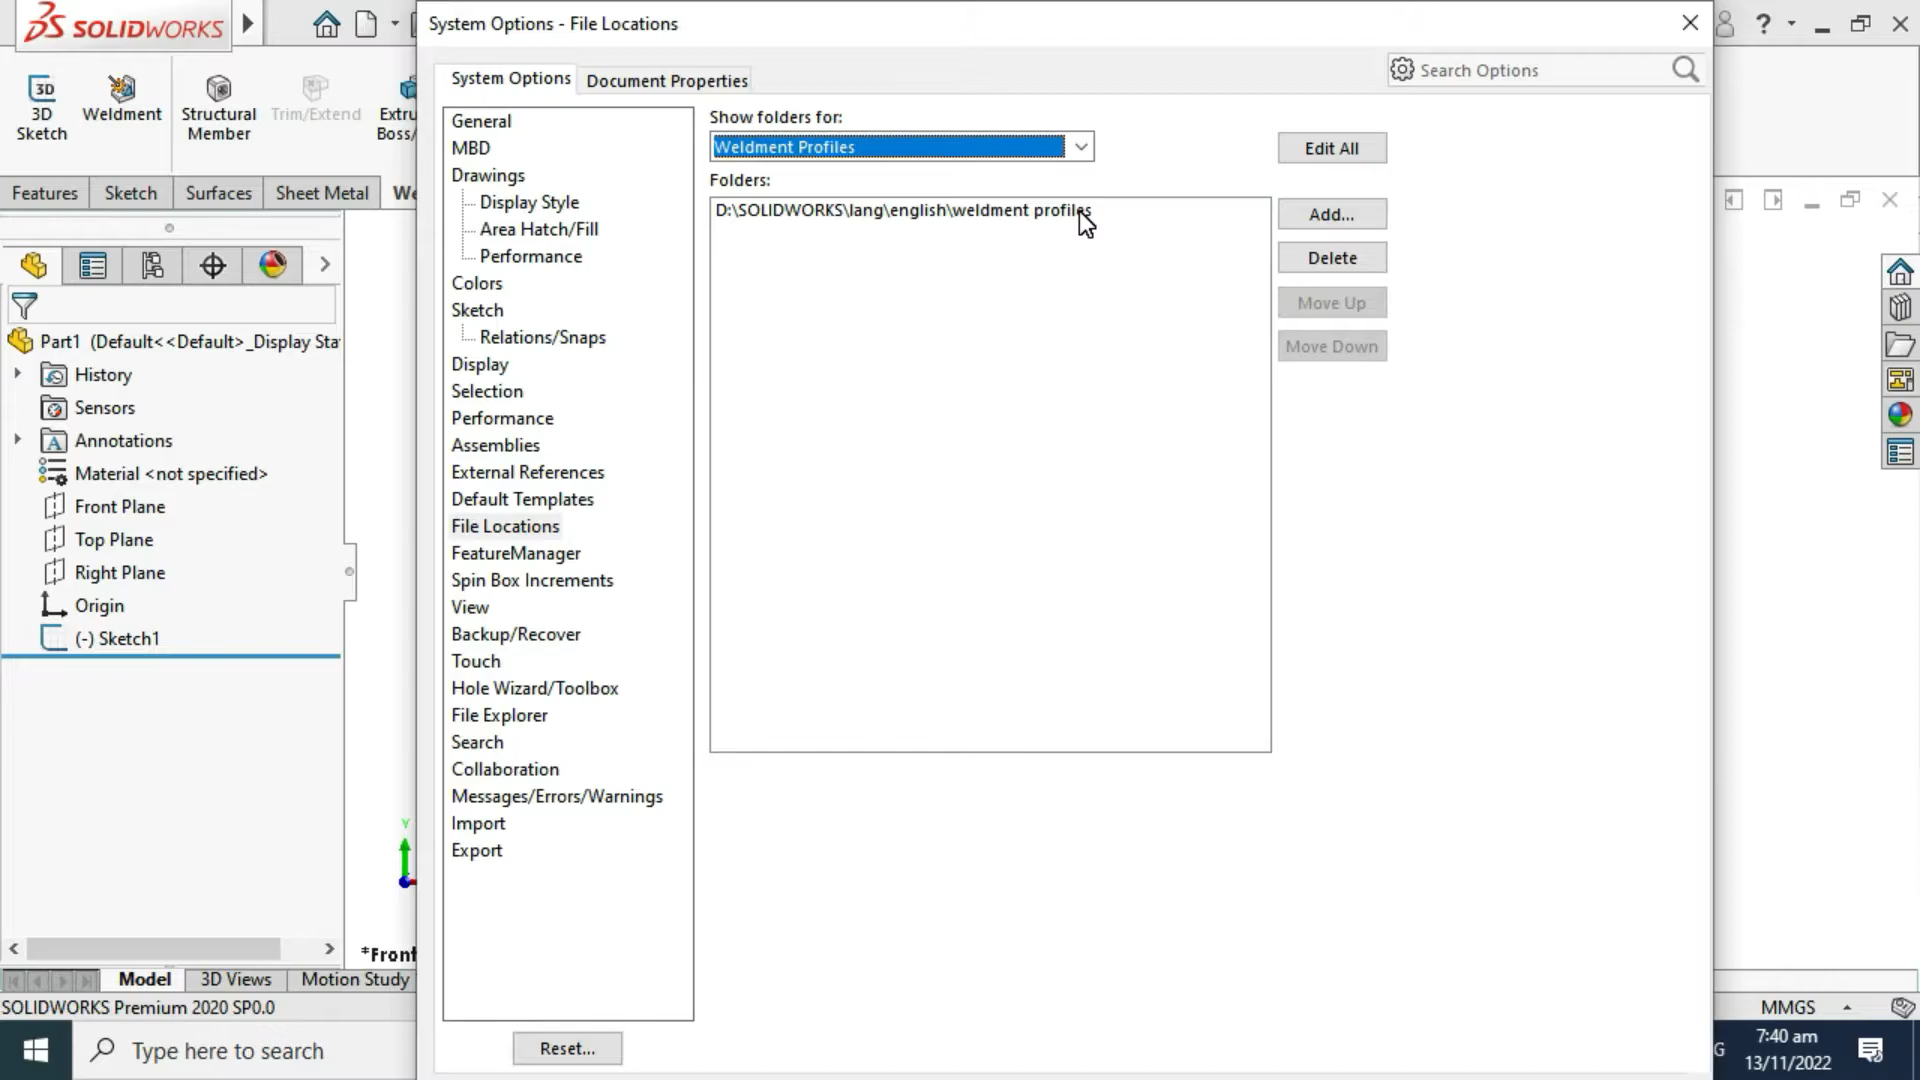 SOLIDWORKS
System Options - File Locations
3D Sketch
Weldment
Structural Member
Trim/Extend
Extru
Boss/
System Options
Document Properties
Search Options
Features
Sketch
Surfaces
Sheet Metal
We
Part1 (Default<<Default>_Display Sta
History
Sensors
Annotations
Material <not specified>
Front Plane
Top Plane
Right Plane
Origin
(-) Sketch1
General
MBD
Drawings
Display Style
Area Hatch/Fill
Performance
Colors
Sketch
Relations/Snaps
Display
Selection
Performance
Assemblies
External References
Default Templates
File Locations
FeatureManager
Spin Box Increments
View
Backup/Recover
Touch
Hole Wizard/Toolbox
File Explorer
Search
Collaboration
Messages/Errors/Warnings
Import
Export
Reset...
Show folders for:
Weldment Profiles
Folders:
D:\SOLIDWORKS\lang\english\weldment profiles
Edit All
Add...
Delete
Move Up
Move Down
Y
*Front
Model
3D Views
Motion Study
SOLIDWORKS Premium 2020 SP0.0
MMGS
Type here to search
G
7:40 am
13/11/2022